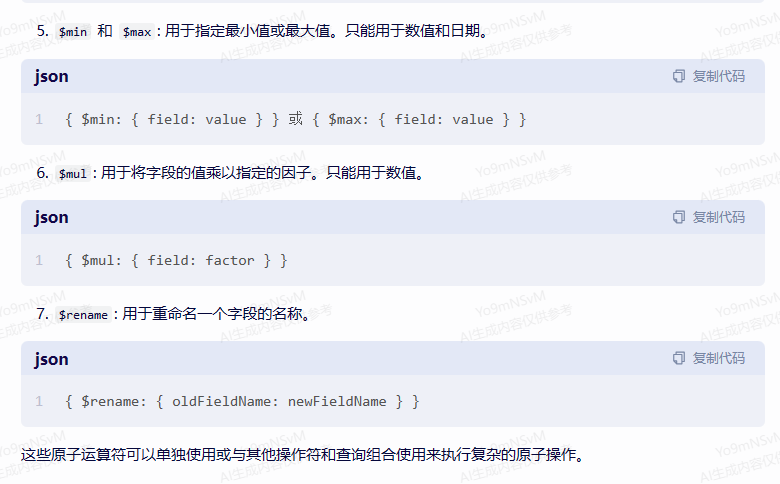 5. $min 和 $max：用于指定最小值或最大值。只能用于数值和日期。
json
复制代码
1 { $min: { field: value } } 或 { $max: { field: value } }
6. $mul：用于将字段的值乘以指定的因子。只能用于数值。
json
复制代码
1 { $mul: { field: factor } }
7. $rename：用于重命名一个字段的名称。
json
复制代码
1 { $rename: { oldFieldName: newFieldName } }
这些原子运算符可以单独使用或与其他操作符和查询组合使用来执行复杂的原子操作。
Yo9mNSvM
AI生成内容仅供参考